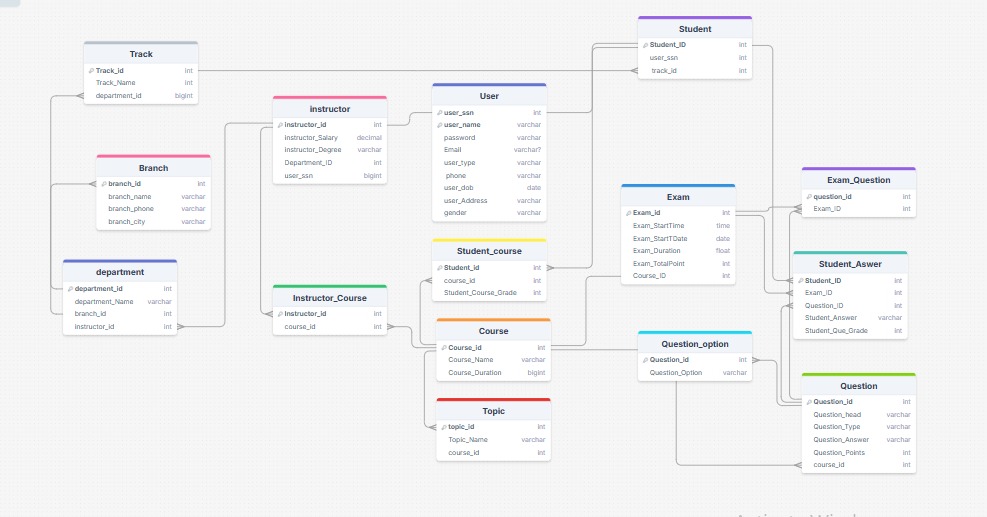 Track
Track_id int
Track_Name int
department_id bigint
Branch
branch_id int
branch_name varchar
branch_phone varchar
branch_city varchar
department
department_id int
department_Name varchar
branch_id int
instructor_id int
instructor
instructor_id int
instructor_Salary decimal
instructor_Degree varchar
Department_ID int
user_ssn bigint
Instructor_Course
Instructor_id int
course_id int
User
user_ssn int
user_name varchar
password varchar
Email varchar?
user_type varchar
phone varchar
user_dob date
user_Address varchar
gender varchar
Student_course
Student_id int
course_id int
Student_Course_Grade int
Course
Course_id int
Course_Name varchar
Course_Duration bigint
Topic
topic_id int
Topic_Name varchar
course_id int
Student
Student_ID int
user_ssn int
track_id int
Exam
Exam_id int
Exam_StartTime time
Exam_StartTDate date
Exam_Duration float
Exam_TotalPoint int
Course_ID int
Question_option
Question_id int
Question_Option varchar
Exam_Question
question_id int
Exam_ID int
Student_Aswer
Student_ID int
Exam_ID int
Question_ID int
Student_Answer varchar
Student_Que_Grade int
Question
Question_id int
Question_head varchar
Question_Type varchar
Question_Answer varchar
Question_Points int
course_id int